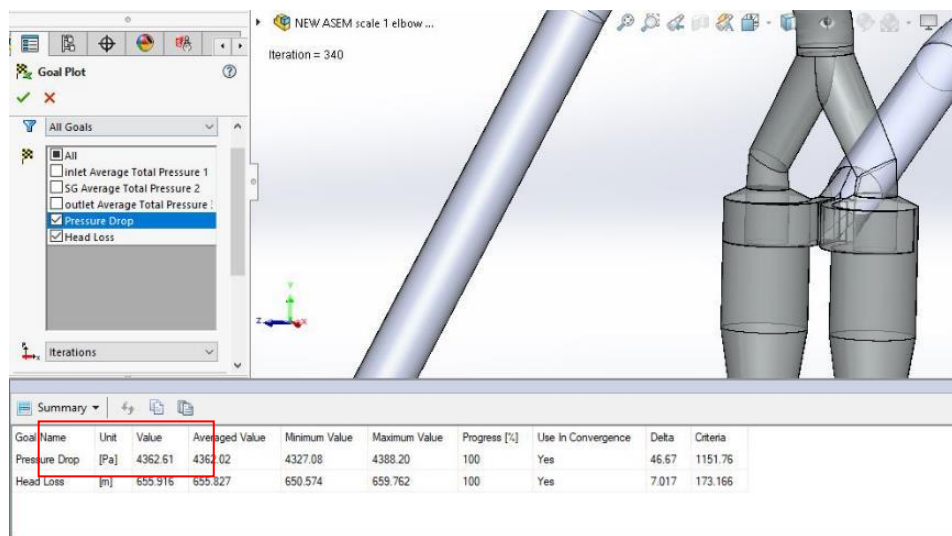 NEW ASEM scale 1 elbow ...
Iteration = 340
Goal Plot
All Goals
All
inlet Average Total Pressure 1
SG Average Total Pressure 2
outlet Average Total Pressure
Pressure Drop
Head Loss
Iterations
Y
Z
X
Summary
Goal Name Unit Value Averaged Value Minimum Value Maximum Value Progress [%] Use In Convergence Delta Criteria
Pressure Drop [Pa] 4362.61 4362.02 4327.08 4388.20 100 Yes 46.67 1151.76
Head Loss [m] 655.916 655.827 650.574 659.762 100 Yes 7.017 173.166